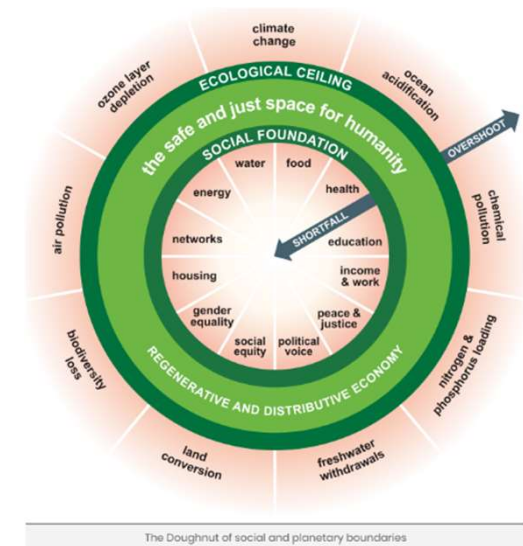 climate
change
ocean
acidification
chemical
pollution
nitrogen &
phosphorus loading
freshwater
withdrawals
land
conversion
biodiversity
loss
air pollution
ozone layer
depletion
ECOLOGICAL CEILING
the safe and just space for humanity
SOCIAL FOUNDATION
OVERSHOOT
SHORTFALL
water
food
health
education
income
& work
peace &
justice
political
voice
social
equity
gender
equality
housing
networks
energy
REGENERATIVE AND DISTRIBUTIVE ECONOMY
The Doughnut of social and planetary boundaries